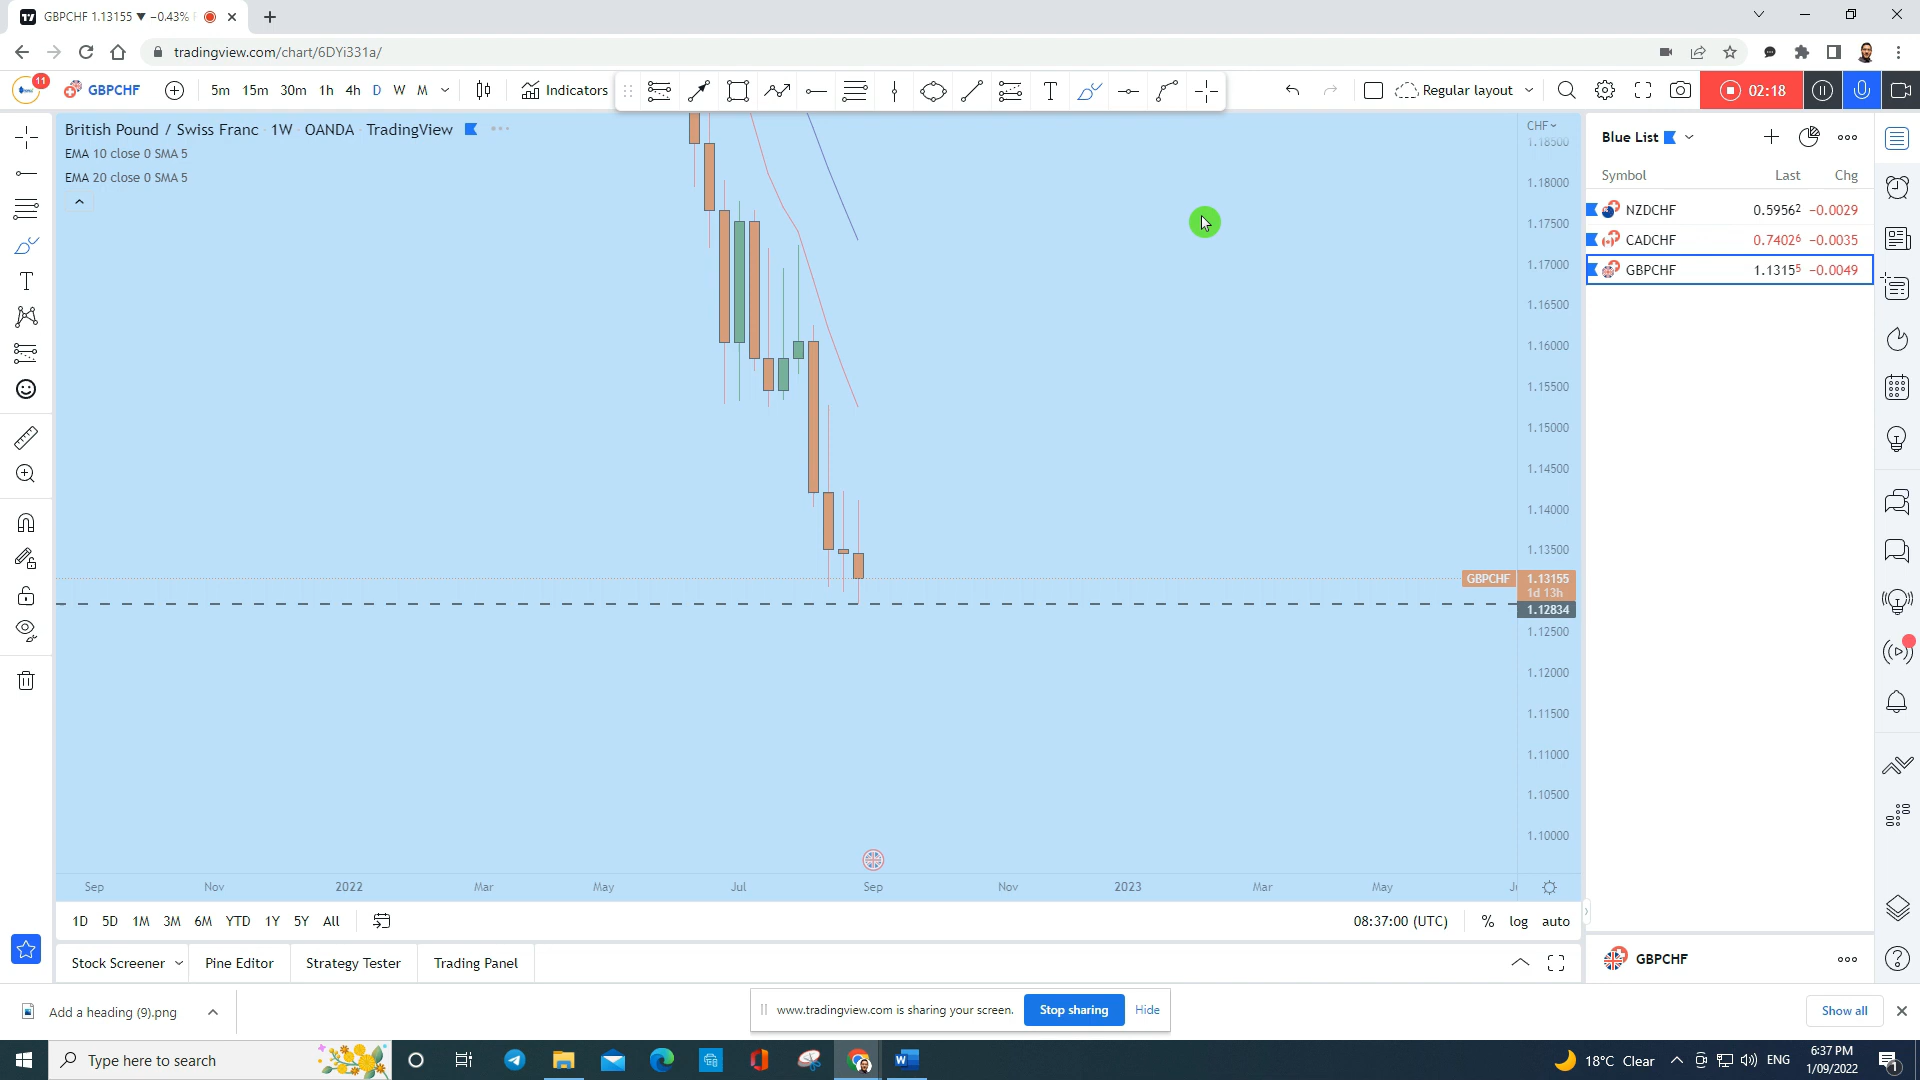 GBPCHF 1.13155 ▼ −0.43%
tradingview.com/chart/6DYi331a/
11
GBPCHF
5m 15m 30m 1h 4h D W M
Indicators
Regular layout
02:18
British Pound / Swiss Franc 1W OANDA TradingView
EMA 10 close 0 SMA 5
EMA 20 close 0 SMA 5
CHF
1.18500
1.18000
1.17500
1.17000
1.16500
1.16000
1.15500
1.15000
1.14500
1.14000
1.13500
GBPCHF 1.13155
1d 13h
1.12834
1.12500
1.12000
1.11500
1.11000
1.10500
1.10000
Sep Nov 2022 Mar May Jul Sep Nov 2023 Mar May
1D 5D 1M 3M 6M YTD 1Y 5Y All
08:37:00 (UTC) % log auto
Stock Screener Pine Editor Strategy Tester Trading Panel
Blue List
Symbol Last Chg
NZDCHF 0.5956² −0.0029
CADCHF 0.7402⁶ −0.0035
GBPCHF 1.1315⁵ −0.0049
GBPCHF
Add a heading (9).png
www.tradingview.com is sharing your screen. Stop sharing Hide
Show all
Type here to search
18°C Clear
ENG
6:37 PM
1/09/2022
1